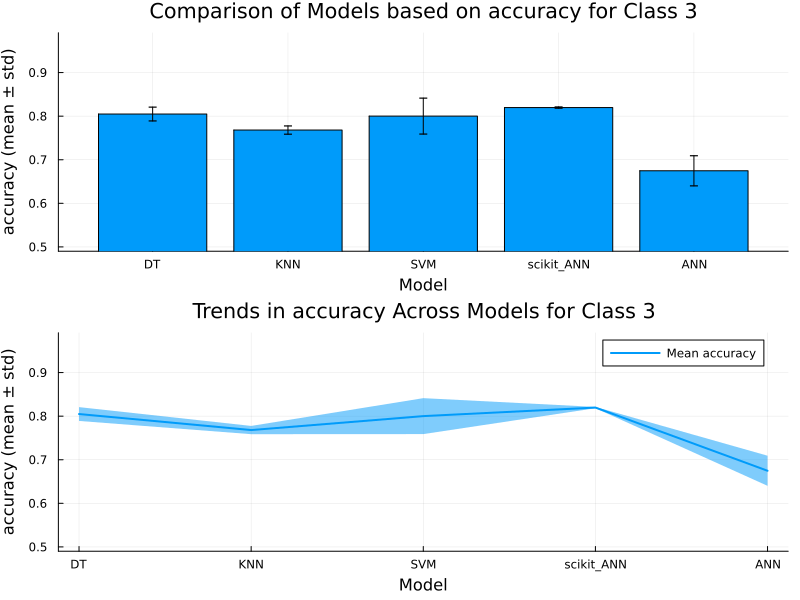 Comparison of Models based on accuracy for Class 3
accuracy (mean ± std)
0.9
0.8
0.7
0.6
0.5
DT KNN SVM scikit_ANN ANN
Model
Trends in accuracy Across Models for Class 3
accuracy (mean ± std)
Mean accuracy
0.9
0.8
0.7
0.6
0.5
DT KNN SVM scikit_ANN ANN
Model